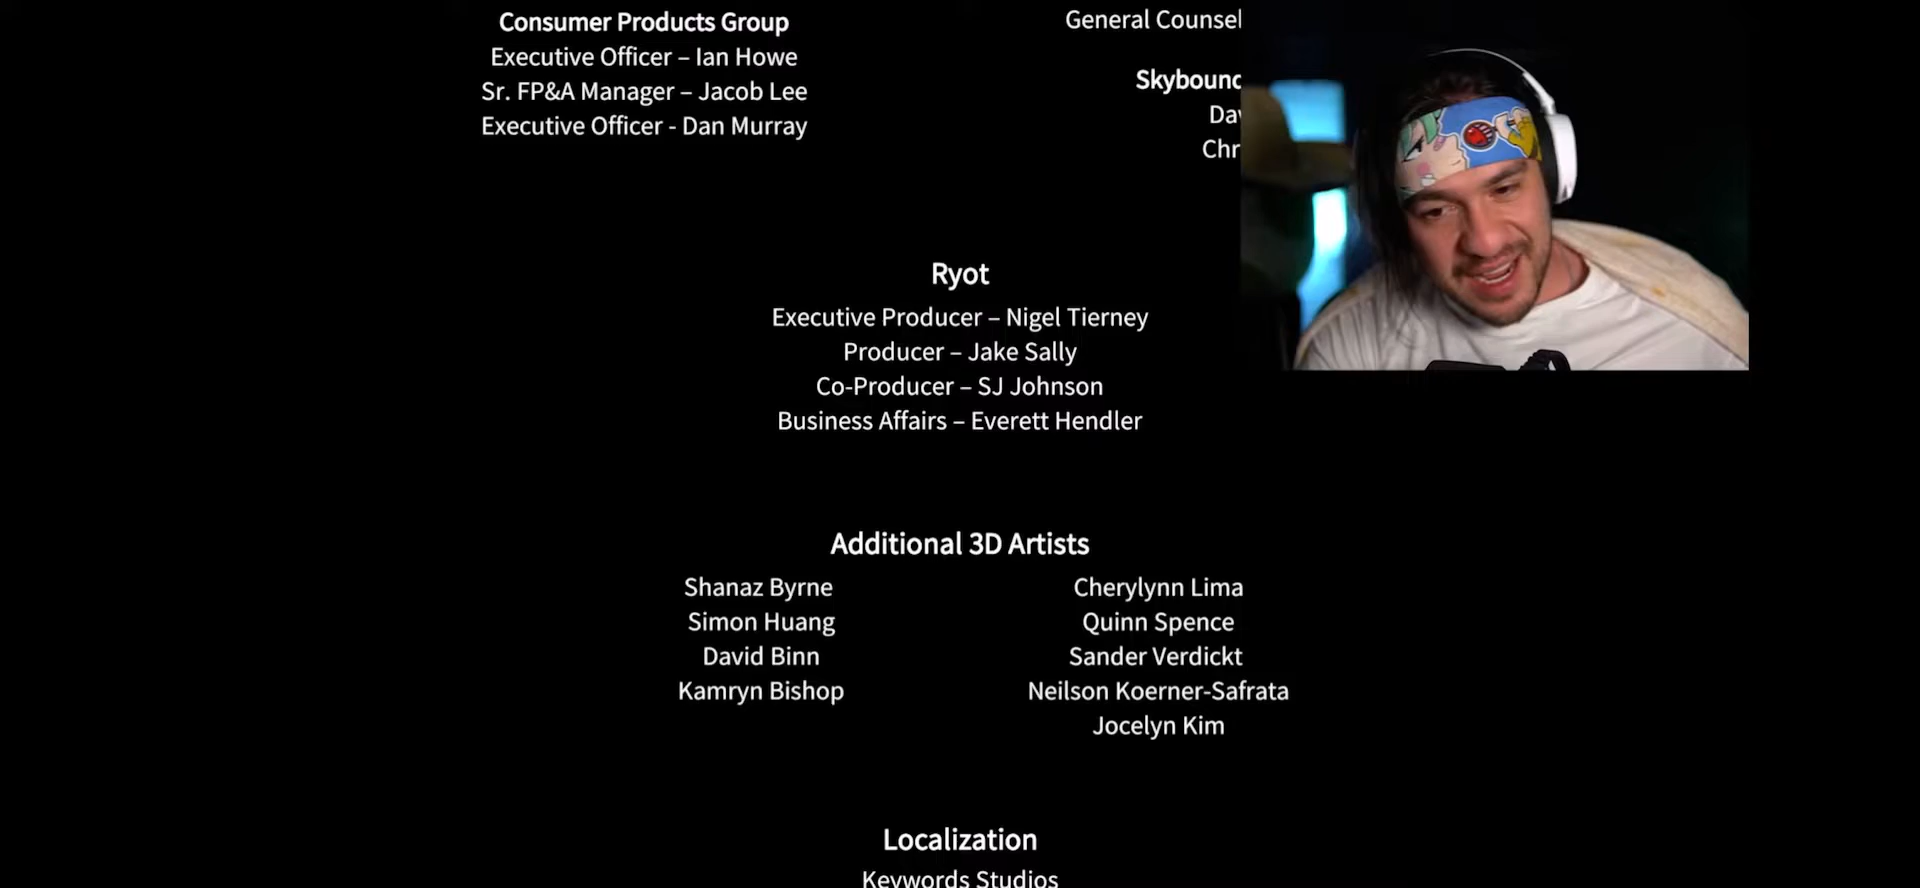 Consumer Products Group
Executive Officer – Ian Howe
Sr. FP&A Manager – Jacob Lee
Executive Officer - Dan Murray
General Counsel
Skybound
Ryot
Executive Producer – Nigel Tierney
Producer – Jake Sally
Co-Producer – SJ Johnson
Business Affairs – Everett Hendler
Additional 3D Artists
Shanaz Byrne
Simon Huang
David Binn
Kamryn Bishop
Cherylynn Lima
Quinn Spence
Sander Verdickt
Neilson Koerner-Safrata
Jocelyn Kim
Localization
Keywords Studios